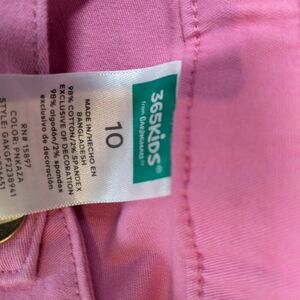 365KIDS®
from GARANIMALS
10
MADE IN/HECHO EN
BANGLADESH
98% COTTON/2% SPANDEX
EXCLUSIVE OF DECORATION
98% algodón/2% spandex
exclusivo de decoración
RN# 15897
COLOR: PNKAZA
STYLE: GAKGF2238941